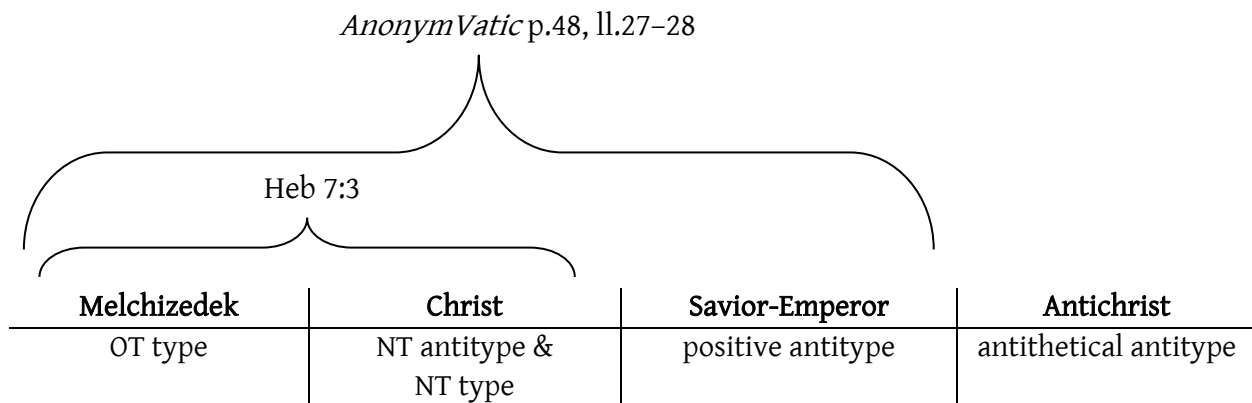 AnonymVatic p.48, ll.27–28
Heb 7:3
Melchizedek Christ Savior-Emperor Antichrist
OT type NT antitype & positive antitype antithetical antitype
NT type